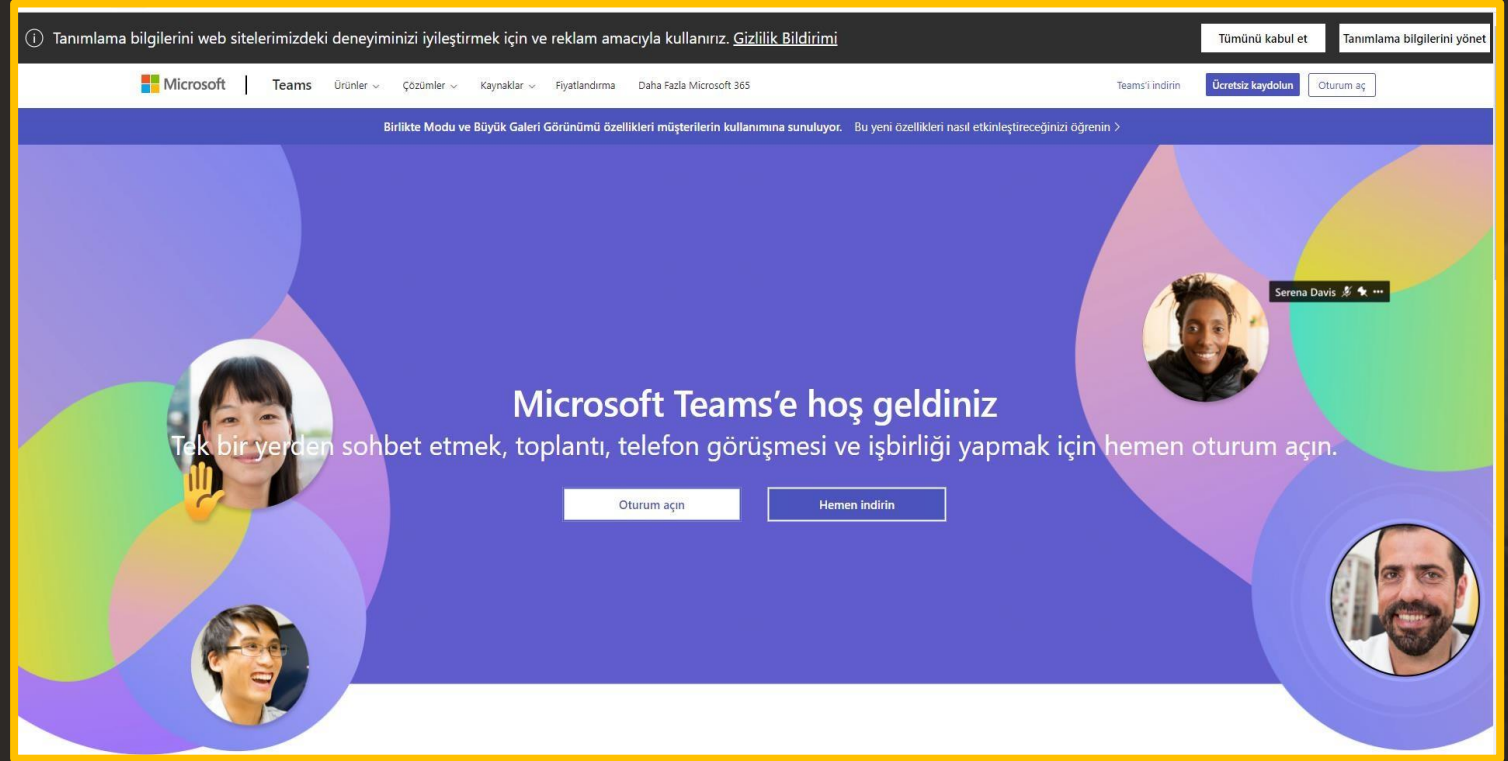 Tanımlama bilgilerini web sitelerimizdeki deneyiminizi iyileştirmek için ve reklam amacıyla kullanırız. Gizlilik Bildirimi
Tümünü kabul et
Tanımlama bilgilerini yönet
Microsoft
Teams
Ürünler
Çözümler
Kaynaklar
Fiyatlandırma
Daha Fazla Microsoft 365
Teams'i indirin
Ücretsiz kaydolun
Oturum aç
Birlikte Modu ve Büyük Galeri Görünümü özellikleri müşterilerin kullanımına sunuluyor. Bu yeni özellikleri nasıl etkinleştireceğinizi öğrenin >
Serena Davis
Microsoft Teams’e hoş geldiniz
Tek bir yerden sohbet etmek, toplantı, telefon görüşmesi ve işbirliği yapmak için hemen oturum açın.
Oturum açın
Hemen indirin